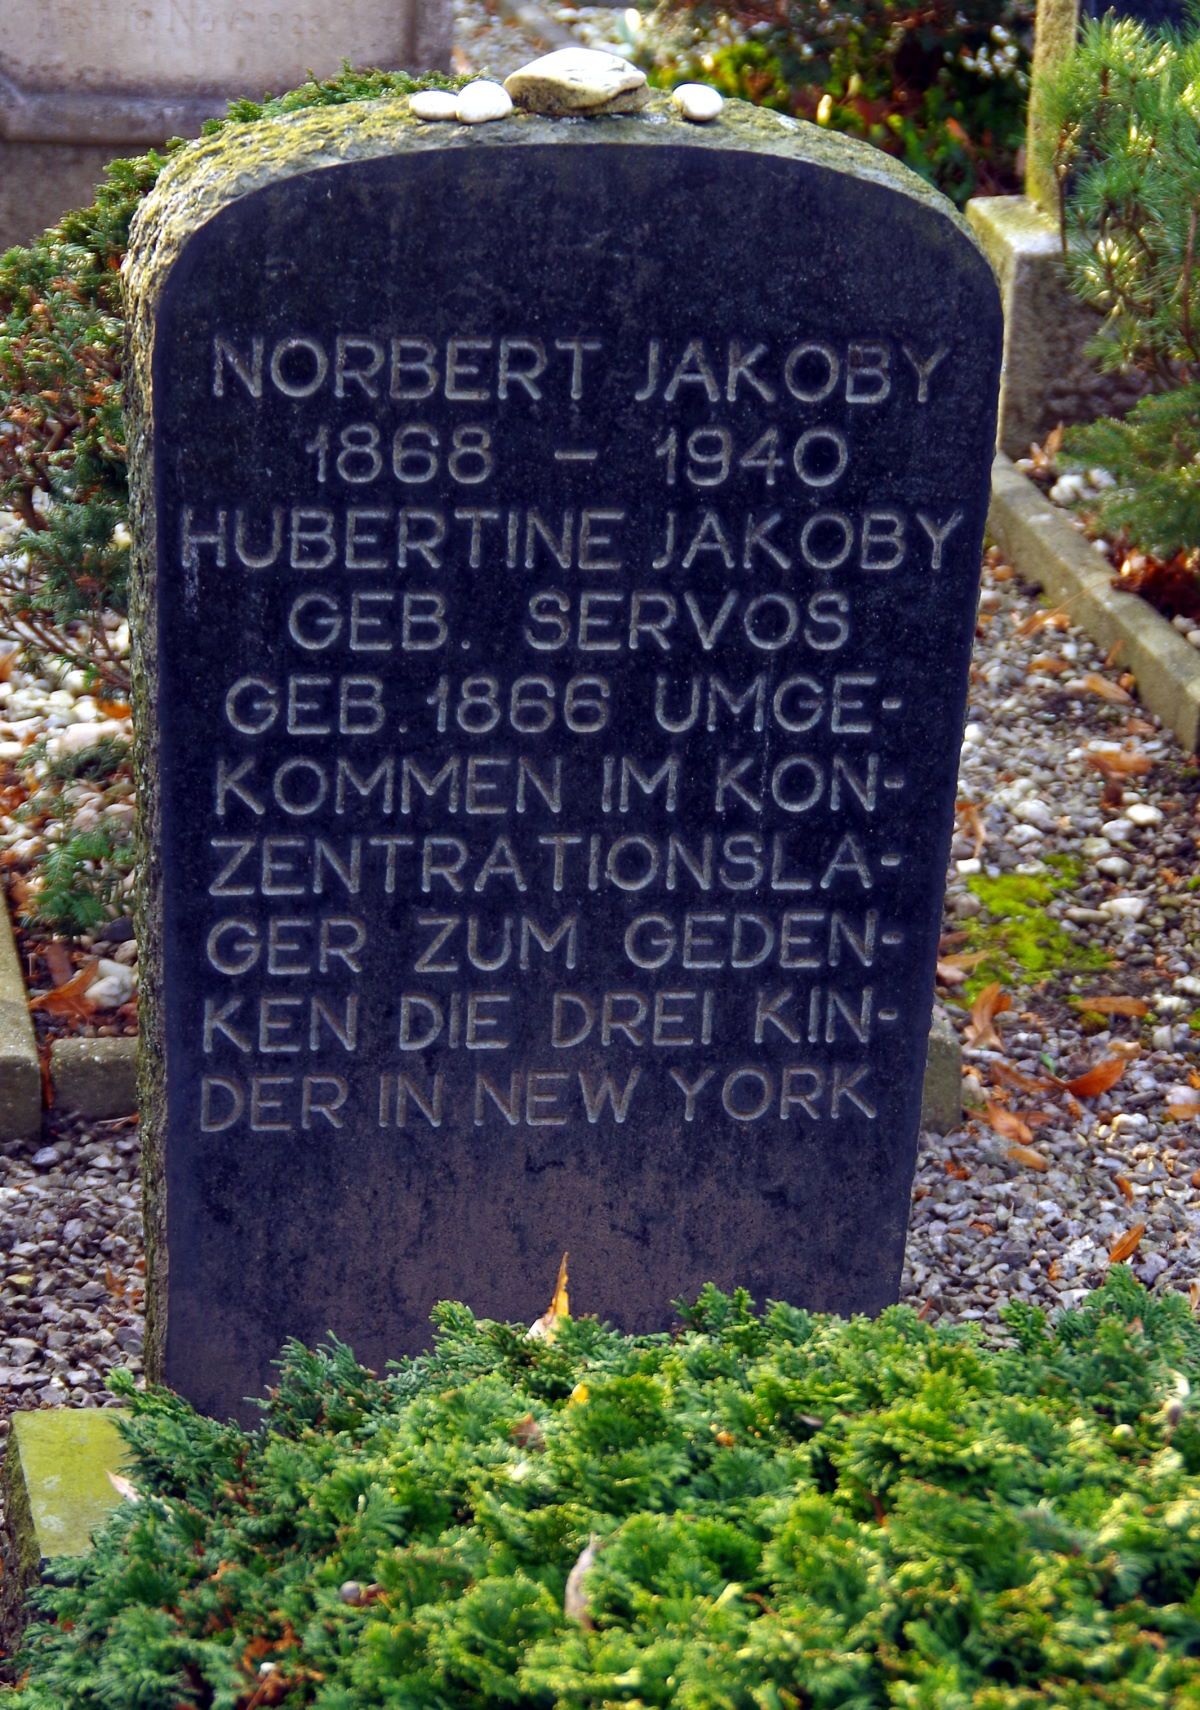 NORBERT JAKOBY
1868 – 1940
HUBERTINE JAKOBY
GEB. SERVOS
GEB. 1866 UMGE-
KOMMEN IM KON-
ZENTRATIONSLA-
GER ZUM GEDEN-
KEN DIE DREI KIN-
DER IN NEW YORK